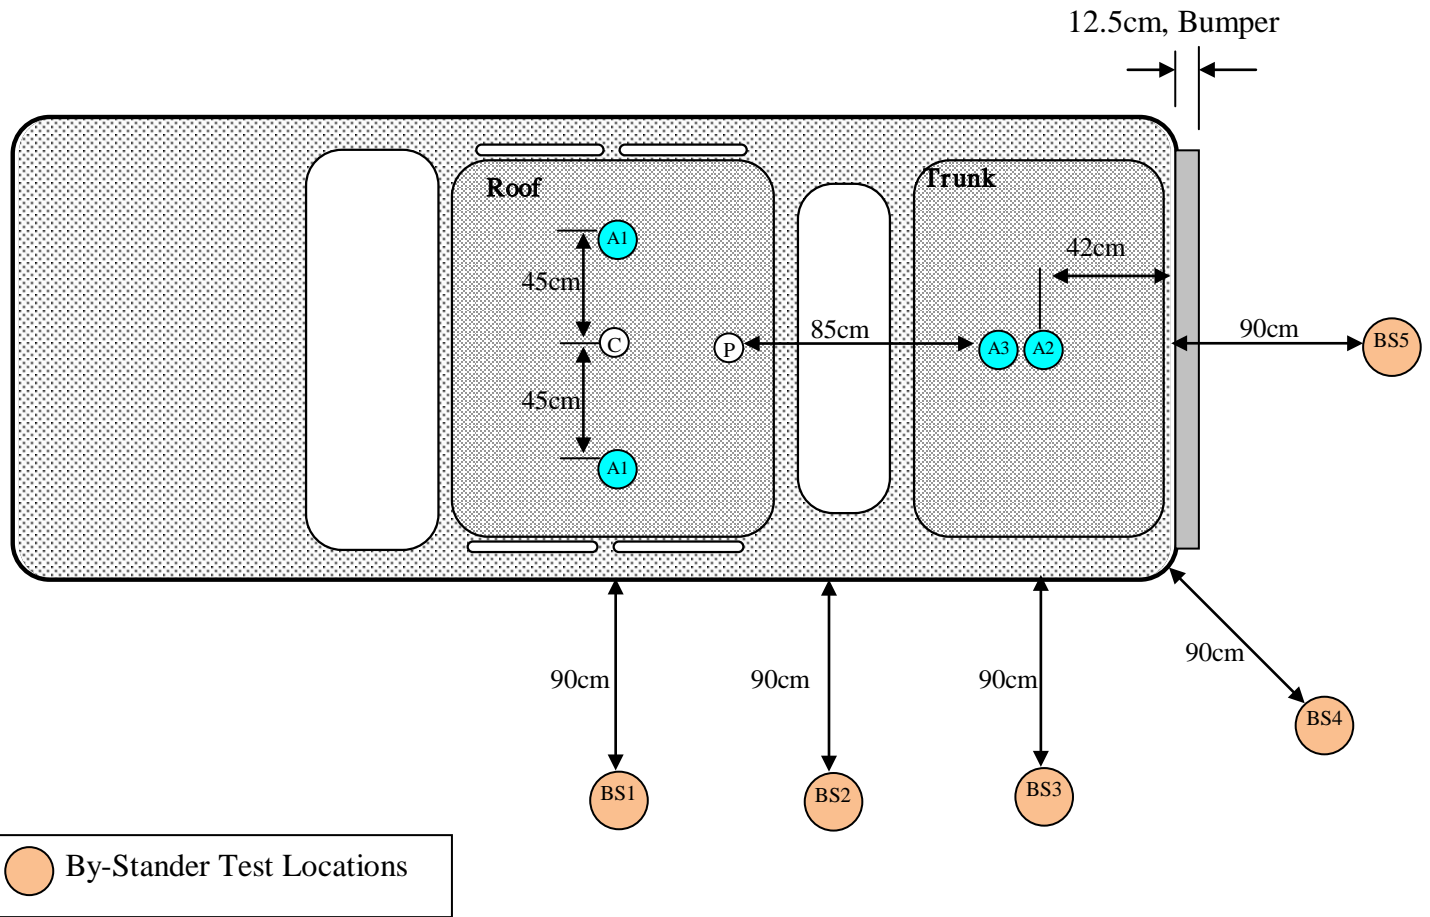 12.5cm, Bumper
Roof
Trunk
A1
42cm
45cm
85cm
90cm
C
P
A3
A2
BS5
45cm
A1
90cm
90cm
90cm
90cm
BS4
BS1
BS2
BS3
By-Stander Test Locations